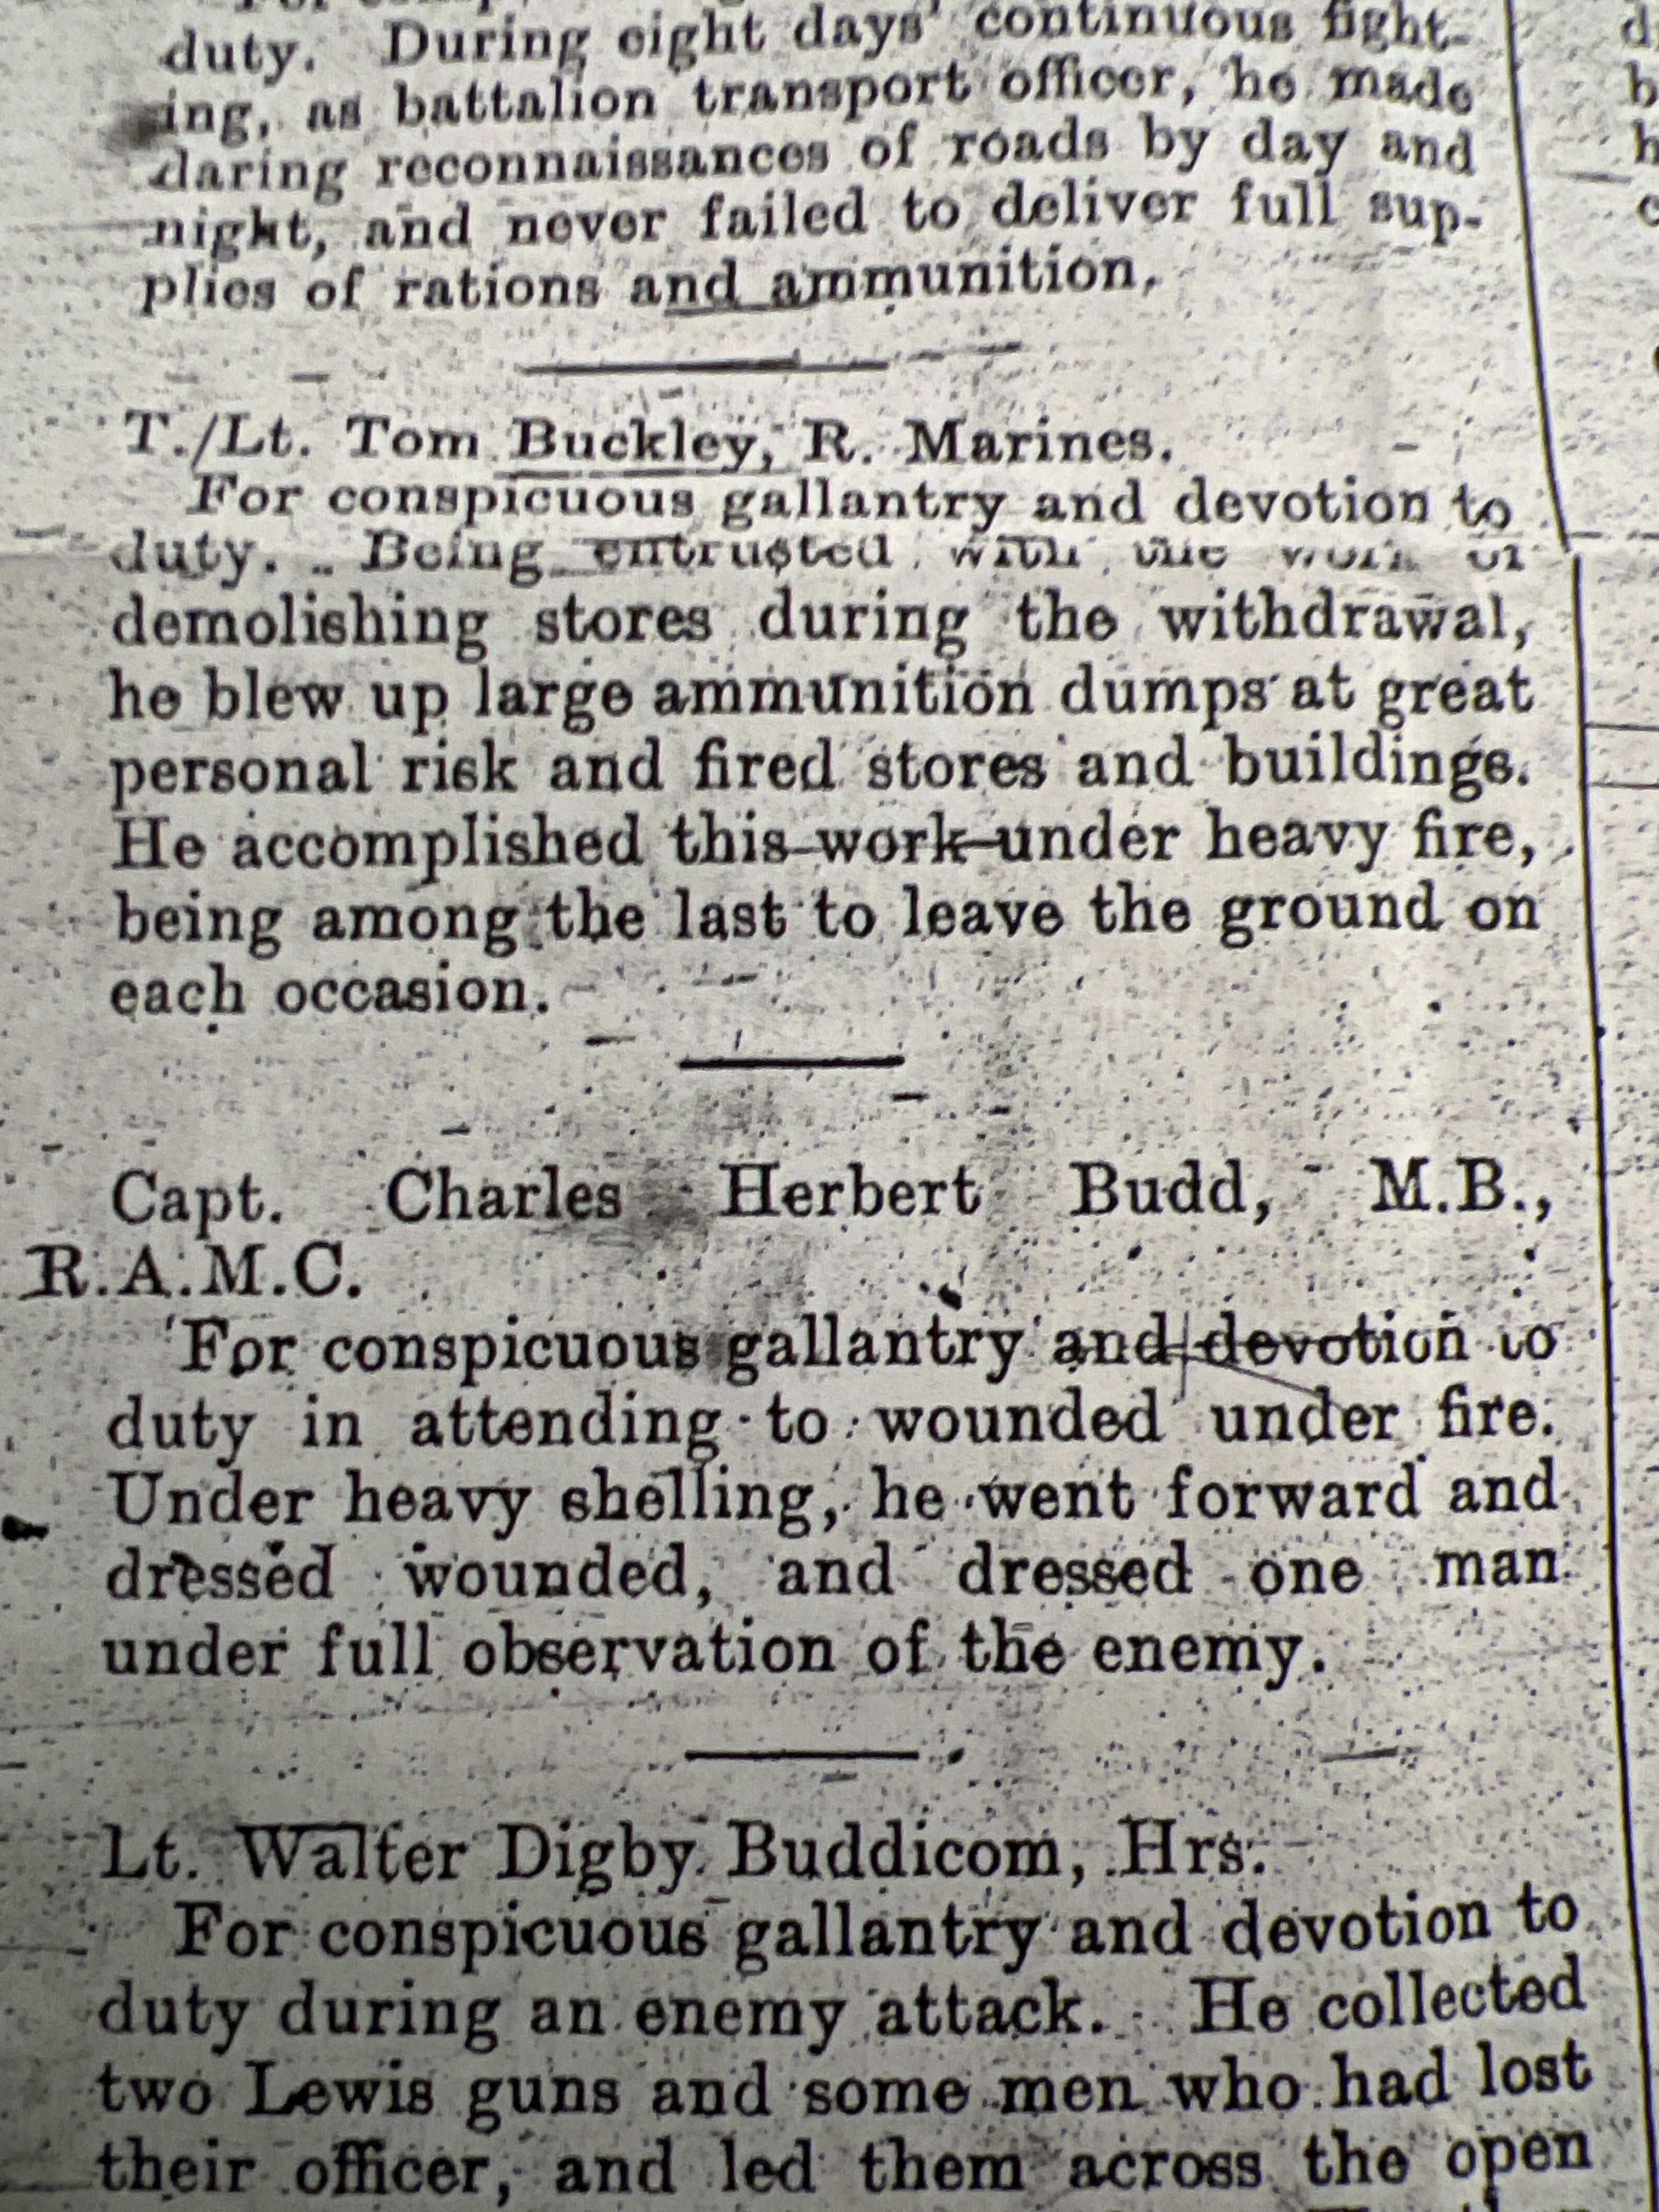 duty. During eight days' continuous fight-
ing, as battalion transport officer, he made
daring reconnaissances of roads by day and
night, and never failed to deliver full sup-
plies of rations and ammunition.
T./Lt. Tom Buckley, R. Marines.
For conspicuous gallantry and devotion to
duty. Being entrusted with the work of
demolishing stores during the withdrawal,
he blew up large ammunition dumps at great
personal risk and fired stores and buildings.
He accomplished this work under heavy fire,
being among the last to leave the ground on
each occasion.
Capt. Charles Herbert Budd, M.B.,
R.A.M.C.
For conspicuous gallantry and devotion to
duty in attending to wounded under fire.
Under heavy shelling, he went forward and
dressed wounded, and dressed one man
under full observation of the enemy.
Lt. Walter Digby Buddicom, Hrs.
For conspicuous gallantry and devotion to
duty during an enemy attack. He collected
two Lewis guns and some men who had lost
their officer, and led them across the open